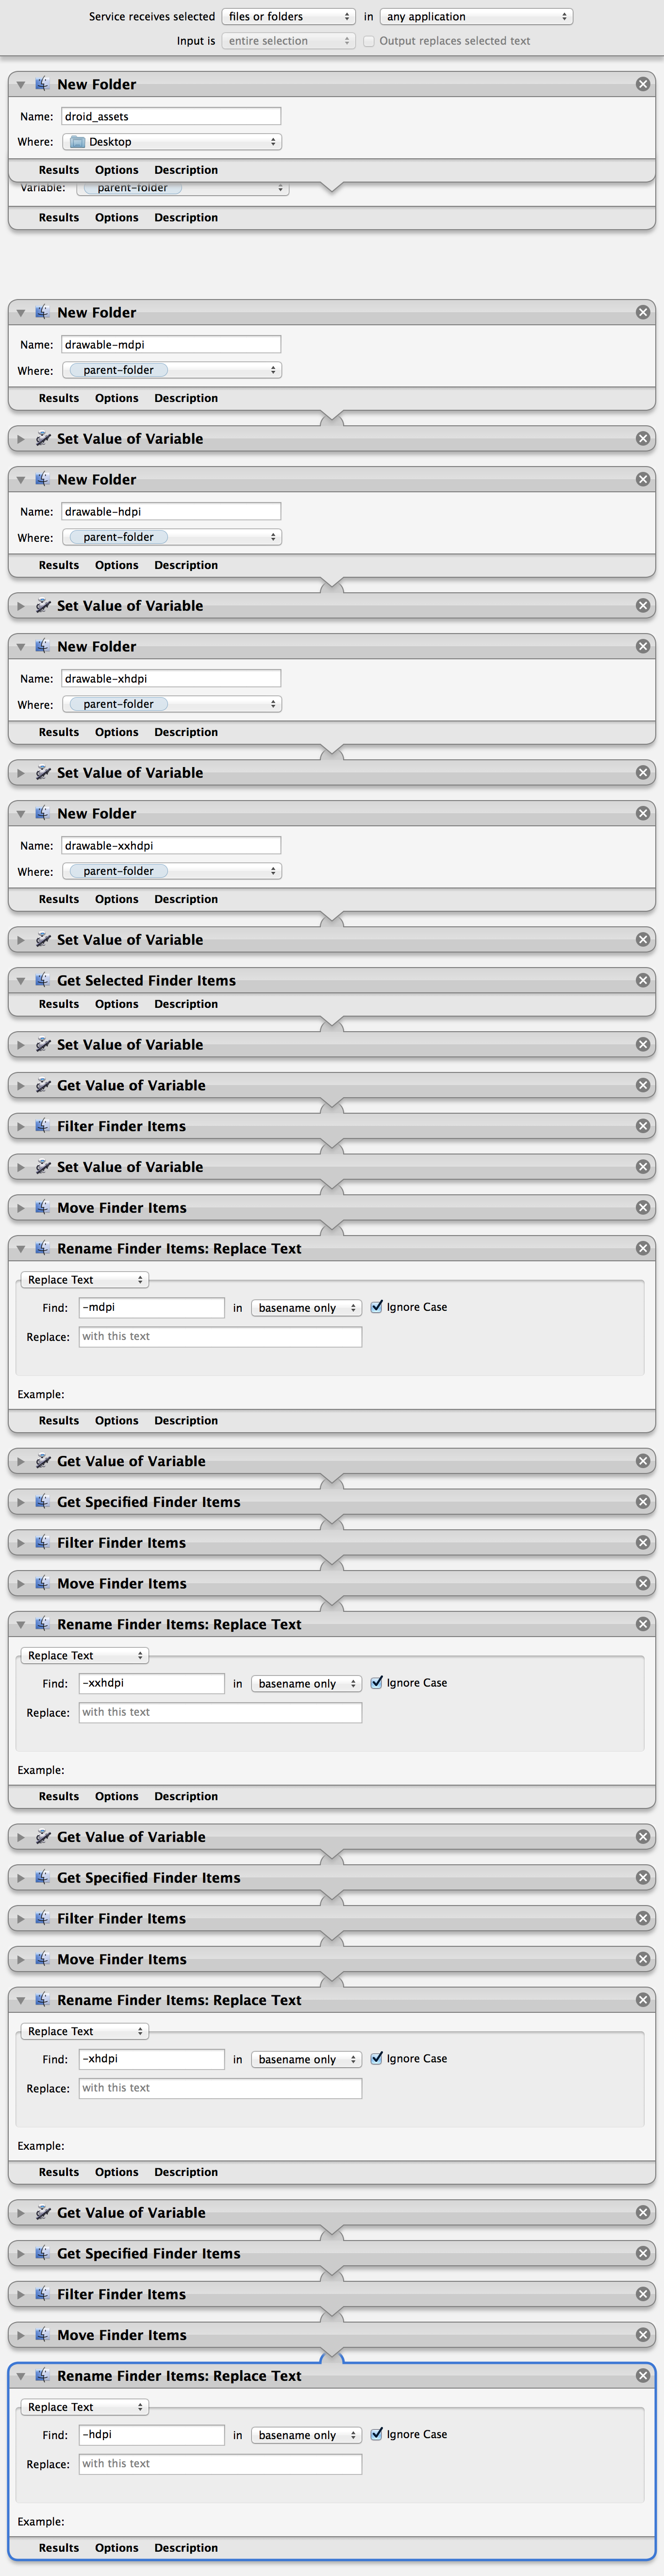 Service receives selected files or folders in any application
Input is entire selection Output replaces selected text
New Folder
Name: droid_assets
Where: Desktop
Results Options Description
Variable: parent-folder
Results Options Description
New Folder
Name: drawable-mdpi
Where: parent-folder
Results Options Description
Set Value of Variable
New Folder
Name: drawable-hdpi
Where: parent-folder
Results Options Description
Set Value of Variable
New Folder
Name: drawable-xhdpi
Where: parent-folder
Results Options Description
Set Value of Variable
New Folder
Name: drawable-xxhdpi
Where: parent-folder
Results Options Description
Set Value of Variable
Get Selected Finder Items
Results Options Description
Set Value of Variable
Get Value of Variable
Filter Finder Items
Set Value of Variable
Move Finder Items
Rename Finder Items: Replace Text
Replace Text
Find: -mdpi in basename only Ignore Case
Replace: with this text
Example:
Results Options Description
Get Value of Variable
Get Specified Finder Items
Filter Finder Items
Move Finder Items
Rename Finder Items: Replace Text
Replace Text
Find: -xxhdpi in basename only Ignore Case
Replace: with this text
Example:
Results Options Description
Get Value of Variable
Get Specified Finder Items
Filter Finder Items
Move Finder Items
Rename Finder Items: Replace Text
Replace Text
Find: -xhdpi in basename only Ignore Case
Replace: with this text
Example:
Results Options Description
Get Value of Variable
Get Specified Finder Items
Filter Finder Items
Move Finder Items
Rename Finder Items: Replace Text
Replace Text
Find: -hdpi in basename only Ignore Case
Replace: with this text
Example:
Results Options Description